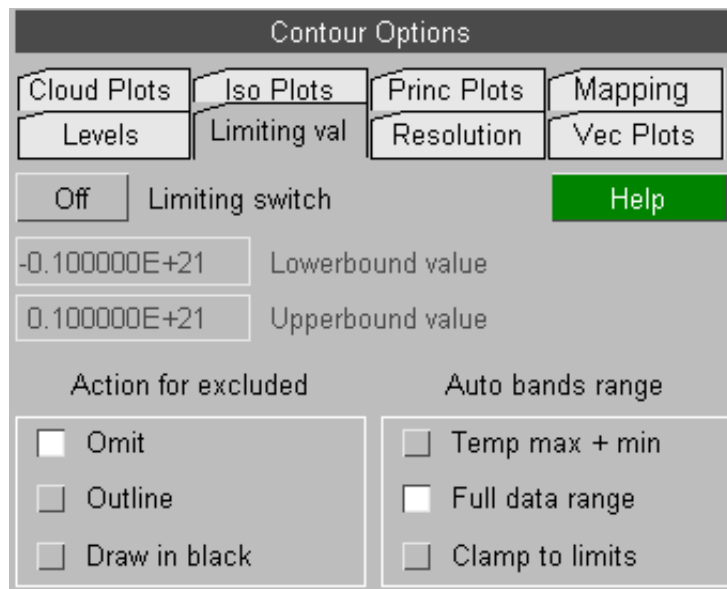 Contour Options
Cloud Plots Iso Plots Princ Plots Mapping
Levels Limiting val Resolution Vec Plots
Off Limiting switch Help
-0.100000E+21 Lowerbound value
0.100000E+21 Upperbound value
Action for excluded Auto bands range
Omit Temp max + min
Outline Full data range
Draw in black Clamp to limits